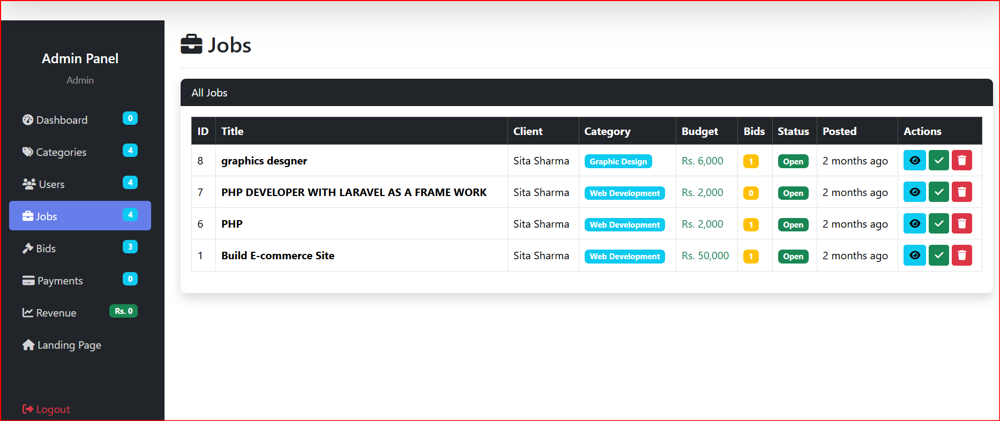 Admin Panel
Admin
Dashboard 0
Categories 4
Users 4
Jobs 4
Bids 3
Payments 0
Revenue Rs. 0
Landing Page
Logout
Jobs
All Jobs
ID Title Client Category Budget Bids Status Posted Actions
8 graphics desgner Sita Sharma Graphic Design Rs. 6,000 1 Open 2 months ago
7 PHP DEVELOPER WITH LARAVEL AS A FRAME WORK Sita Sharma Web Development Rs. 2,000 0 Open 2 months ago
6 PHP Sita Sharma Web Development Rs. 2,000 1 Open 2 months ago
1 Build E-commerce Site Sita Sharma Web Development Rs. 50,000 1 Open 2 months ago